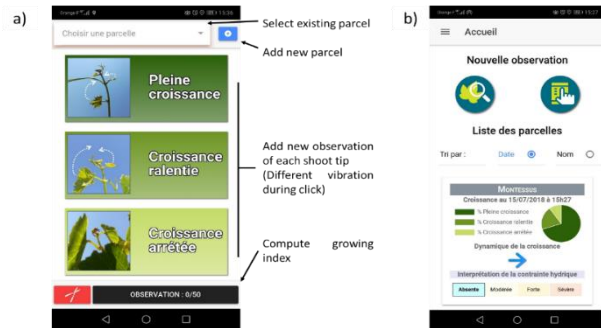 a)
15:36
Choisir une parcelle
Pleine
croissance
Croissance
ralentie
Croissance
arrêtée
OBSERVATION : 0/50
Select existing parcel
Add new parcel
Add new observation
of each shoot tip
(Different vibration
during click)
Compute growing
index
b)
Accueil
Nouvelle observation
Liste des parcelles
Tri par :
Date
Nom
MONTESSUS
Croissance au 15/07/2018 à 15h27
% Pleine croissance
% Croissance ralentie
% Croissance arrêtée
Dynamique de la croissance
Interprétation de la contrainte hydrique
Absente
Modérée
Forte
Sévère